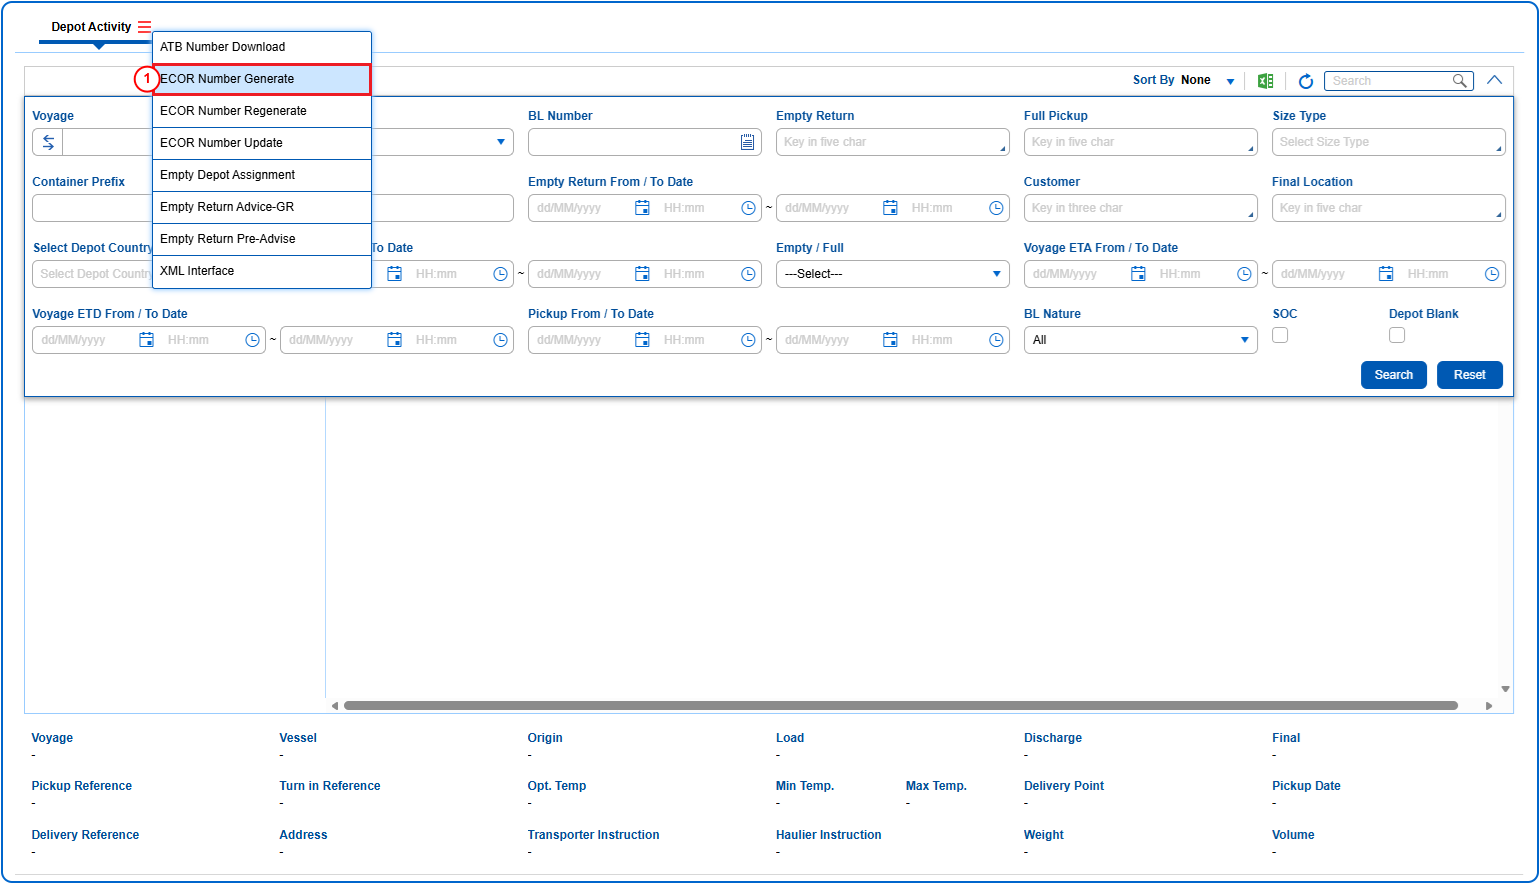 Depot Activity
ATB Number Download
1
ECOR Number Generate
ECOR Number Regenerate
ECOR Number Update
Empty Depot Assignment
Empty Return Advice-GR
Empty Return Pre-Advise
XML Interface
Sort By None
Search
Voyage
BL Number
Empty Return
Full Pickup
Size Type
Key in five char
Key in five char
Select Size Type
Container Prefix
Empty Return From / To Date
Customer
Final Location
dd/MM/yyyy HH:mm ~ dd/MM/yyyy HH:mm
Key in three char
Key in five char
Select Depot Country
To Date
Empty / Full
Voyage ETA From / To Date
Select Depot Country
HH:mm ~ dd/MM/yyyy HH:mm
---Select---
dd/MM/yyyy HH:mm ~ dd/MM/yyyy HH:mm
Voyage ETD From / To Date
Pickup From / To Date
BL Nature
SOC
Depot Blank
dd/MM/yyyy HH:mm ~ dd/MM/yyyy HH:mm
dd/MM/yyyy HH:mm ~ dd/MM/yyyy HH:mm
All
Search
Reset
Voyage
Vessel
Origin
Load
Discharge
Final
- - - - - -
Pickup Reference
Turn in Reference
Opt. Temp
Min Temp.
Max Temp.
Delivery Point
Pickup Date
- - - - - - -
Delivery Reference
Address
Transporter Instruction
Haulier Instruction
Weight
Volume
- - - - - -